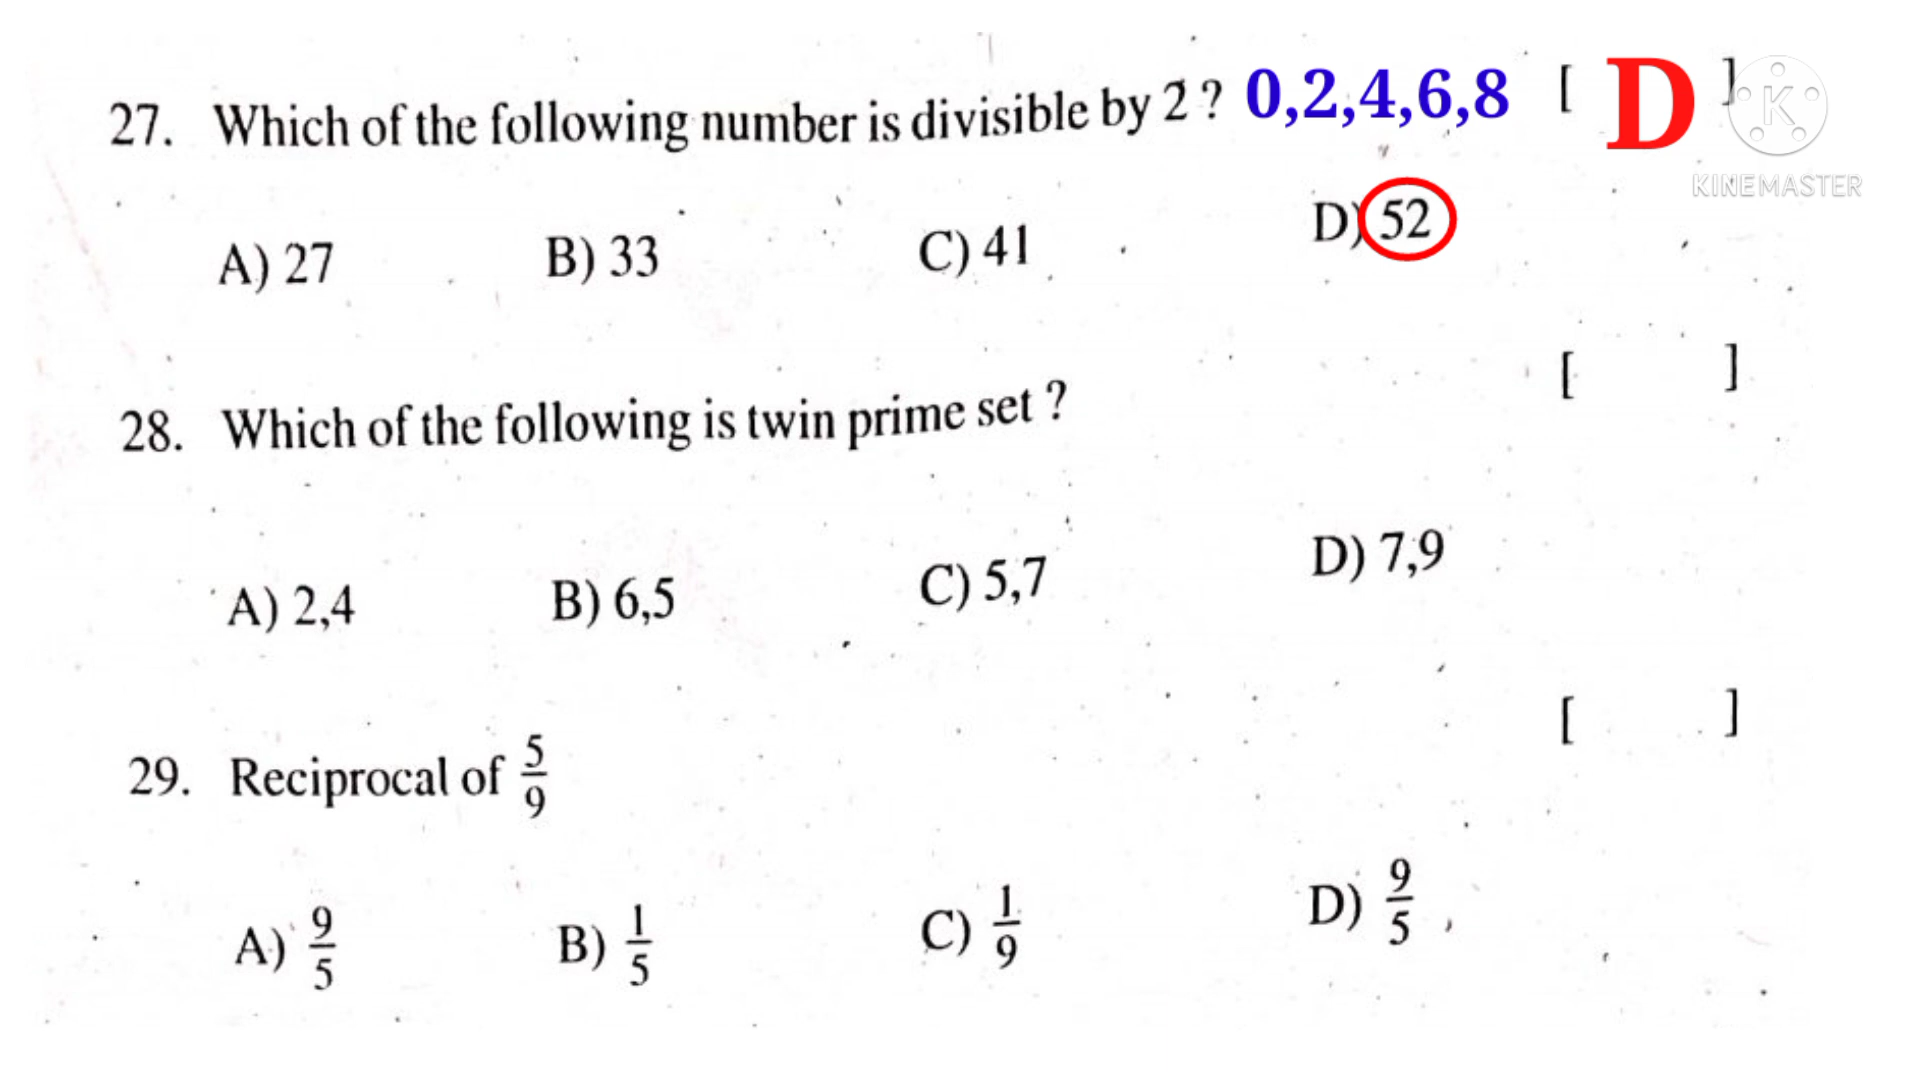 27. Which of the following number is divisible by 2 ? 0,2,4,6,8 [ D ]
KINEMASTER
A) 27 B) 33 C) 41 D) 52
28. Which of the following is twin prime set ? [ ]
A) 2,4 B) 6,5 C) 5,7 D) 7,9
29. Reciprocal of 5/9 [ ]
A) 9/5 B) 1/5 C) 1/9 D) 9/5